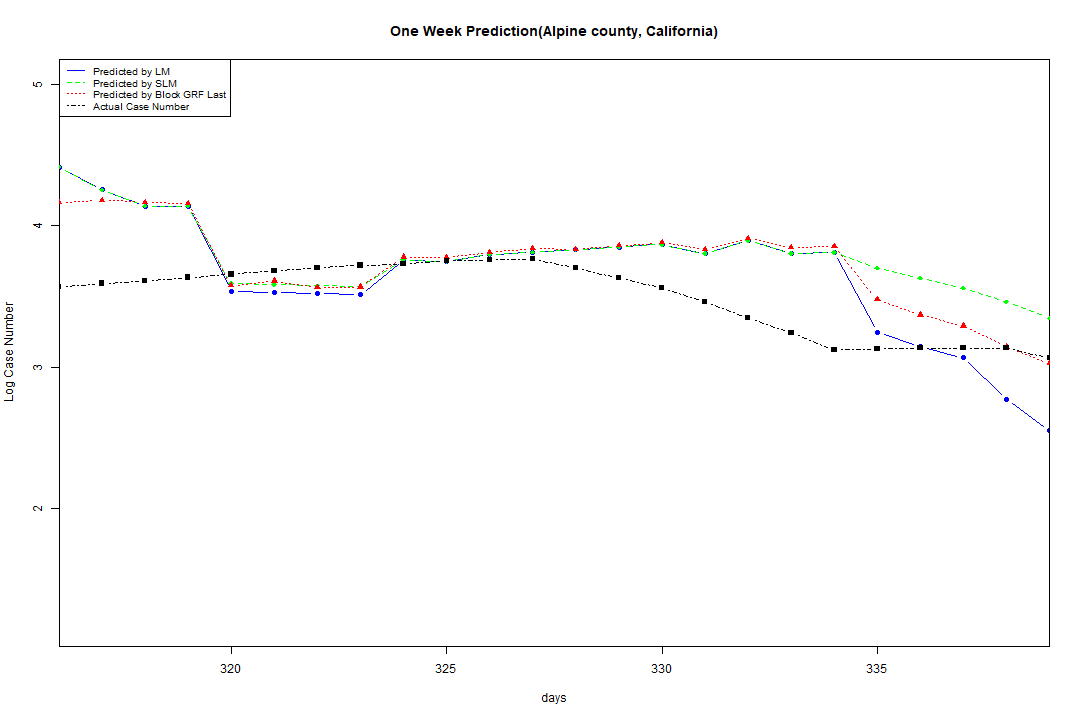 One Week Prediction(Alpine county, California)
Predicted by LM
Predicted by SLM
Predicted by Block GRF Last
Actual Case Number
5
4
3
2
Log Case Number
320 325 330 335
days